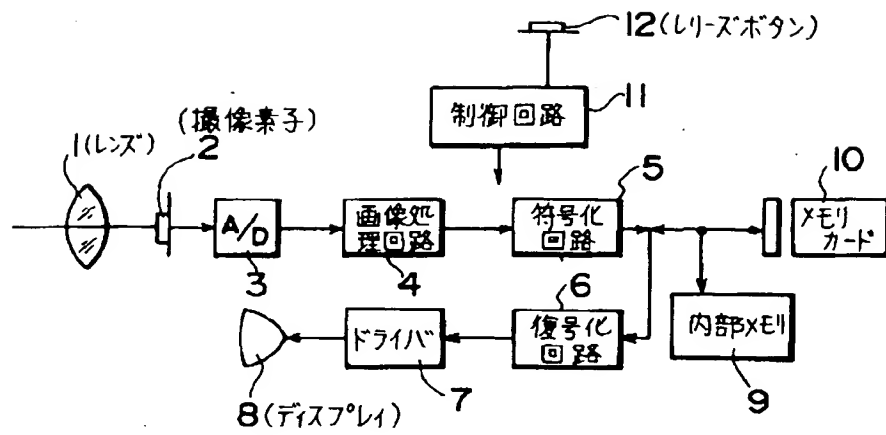 12(レリーズボタン)
制御回路
11
(撮像素子)
1(レンズ)
2
5
10
A/D
画像処
理回路
符号化
回路
メモリ
カード
3
4
6
ドライバ
復号化
回路
内部メモリ
8(ディスプレイ)
7
9